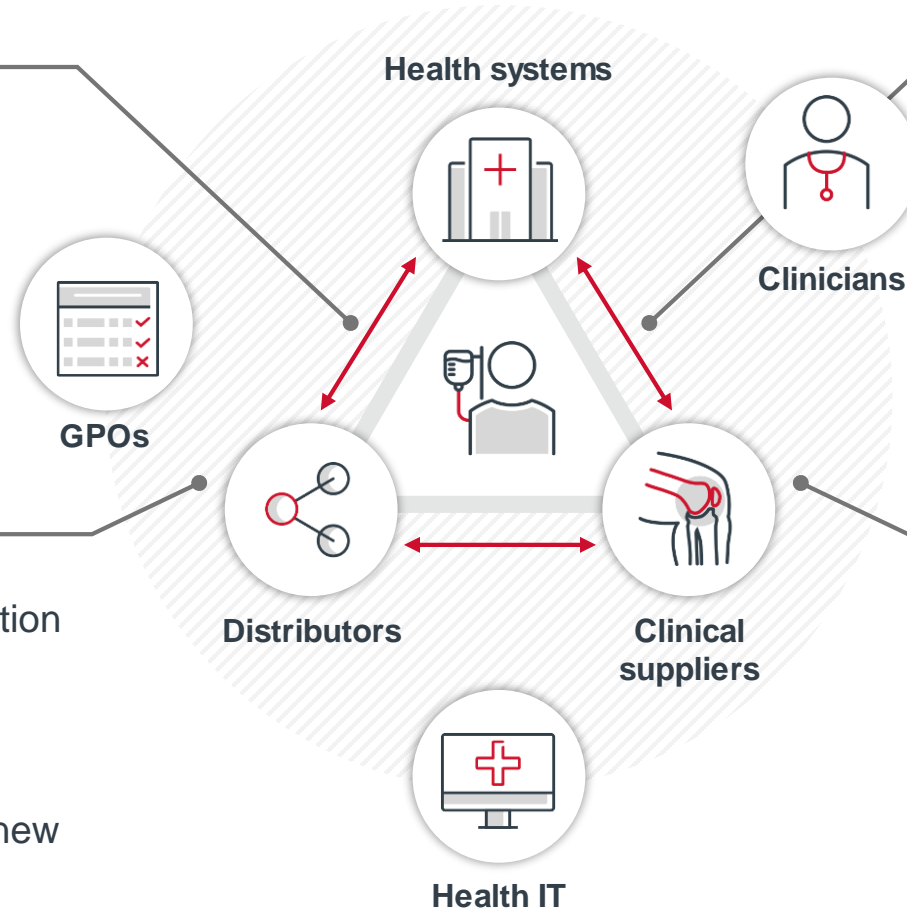 Health systems
Clinicians
GPOs
Distributors
Clinical
suppliers
tion
new
Health IT